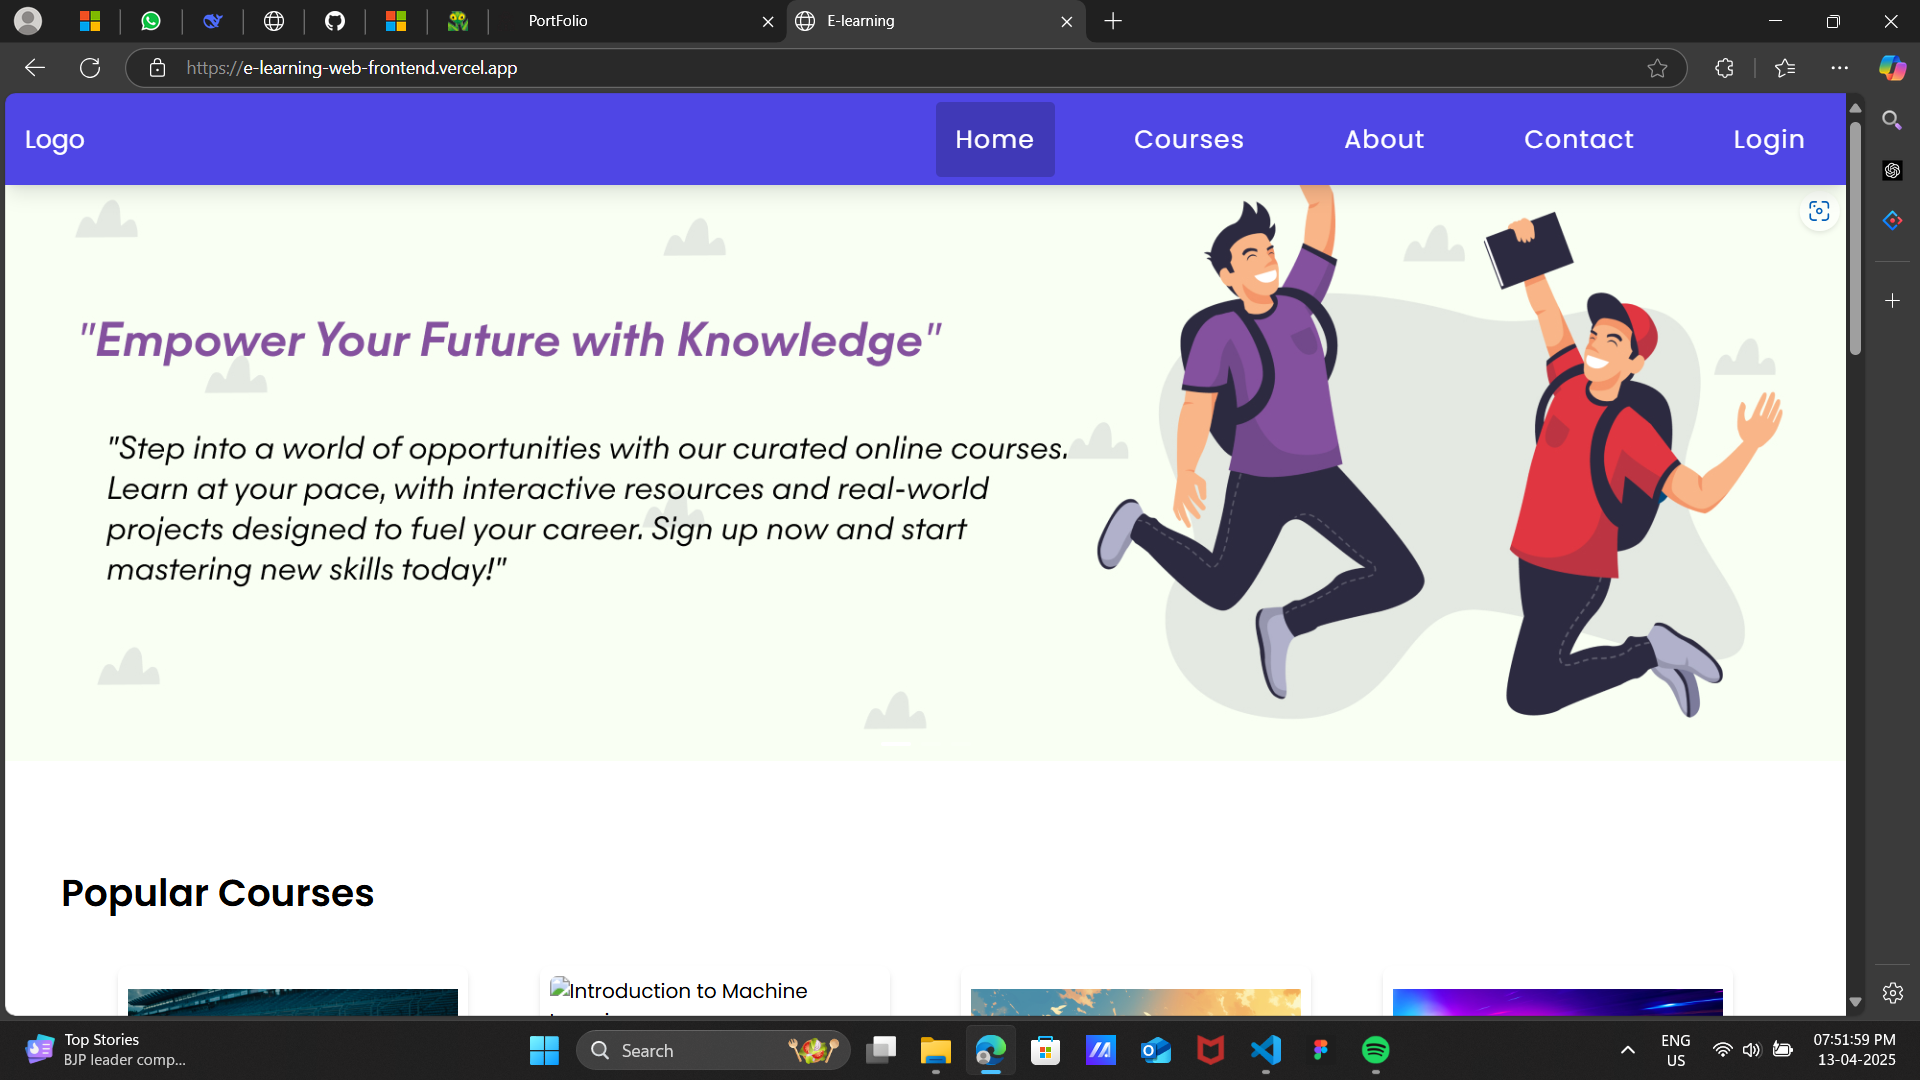 PortFolio
E-learning
https://e-learning-web-frontend.vercel.app
Logo
Home
Courses
About
Contact
Login
"Empower Your Future with Knowledge"
"Step into a world of opportunities with our curated online courses.
Learn at your pace, with interactive resources and real-world
projects designed to fuel your career. Sign up now and start
mastering new skills today!"
Popular Courses
Introduction to Machine
Top Stories
BJP leader comp...
Search
ENG
US
07:51:59 PM
13-04-2025